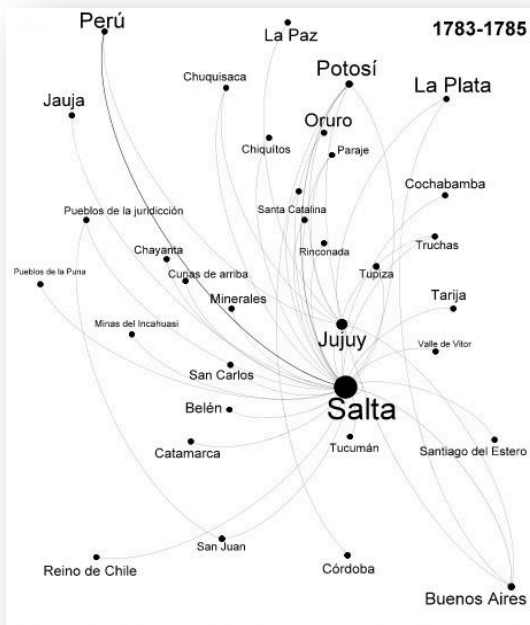 Perú
1783-1785
La Paz
Potosí
Chuquisaca
La Plata
Jauja
Oruro
Chiquitos
Paraje
Cochabamba
Pueblos de la juridicción
Santa Catalina
Chayanta
Rinconada
Truchas
Pueblos de la Puna
Curias de arriba
Tupiza
Minerales
Tarija
Minas del Incahuasi
Jujuy
Valle de Vitor
San Carlos
Belén
Salta
Catamarca
Tucumán
Santiago del Estero
San Juan
Reino de Chile
Córdoba
Buenos Aires